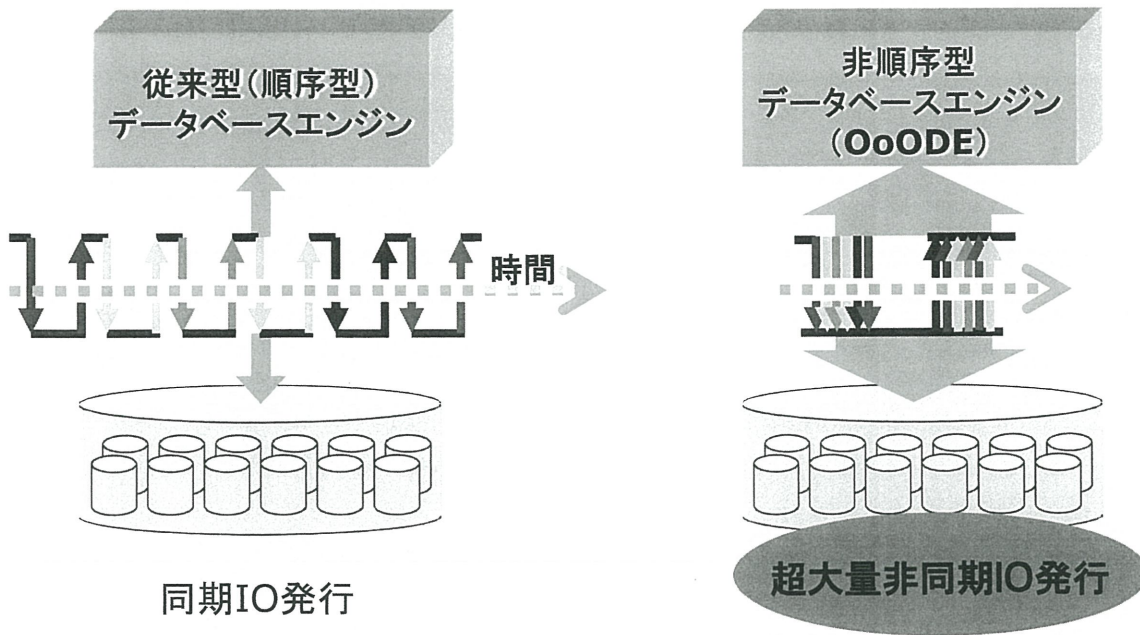 従来型(順序型)
データベースエンジン
時間
同期IO発行
非順序型
データベースエンジン
(OoODE)
超大量非同期IO発行